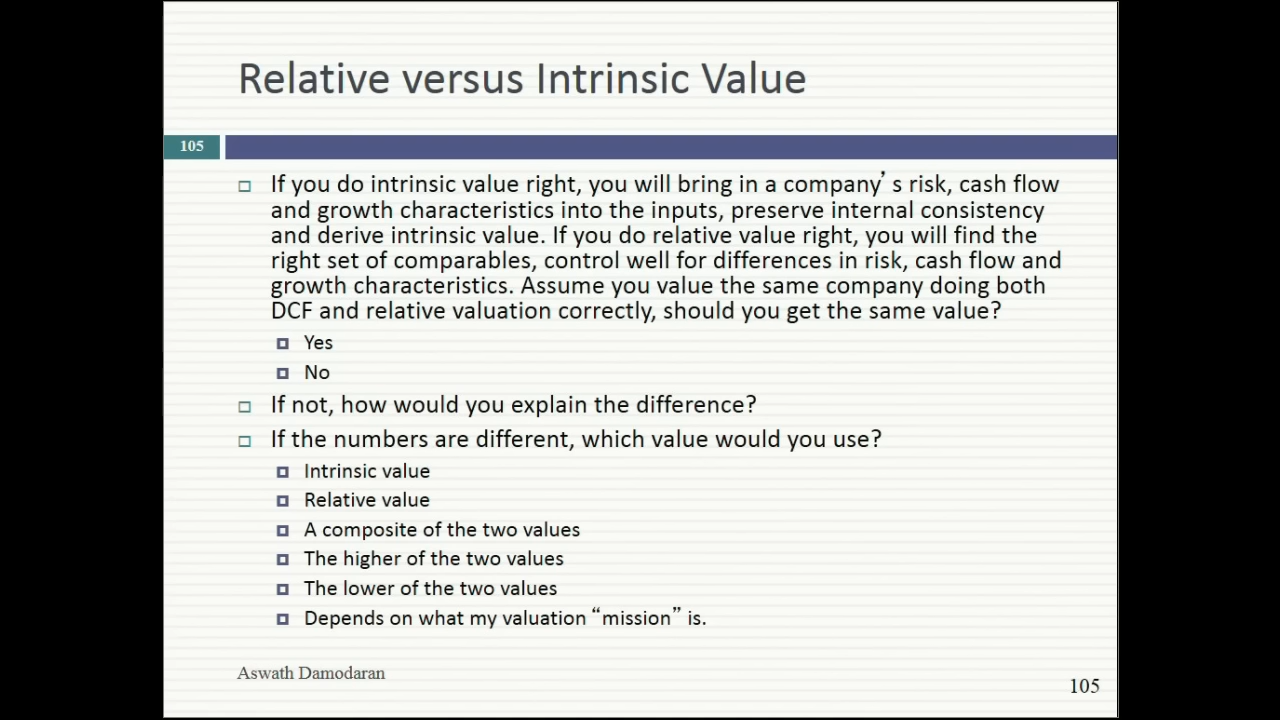 Relative versus Intrinsic Value
105
If you do intrinsic value right, you will bring in a company’ s risk, cash flow
and growth characteristics into the inputs, preserve internal consistency
and derive intrinsic value. If you do relative value right, you will find the
right set of comparables, control well for differences in risk, cash flow and
growth characteristics. Assume you value the same company doing both
DCF and relative valuation correctly, should you get the same value?
Yes
No
If not, how would you explain the difference?
If the numbers are different, which value would you use?
Intrinsic value
Relative value
A composite of the two values
The higher of the two values
The lower of the two values
Depends on what my valuation “mission” is.
Aswath Damodaran
105